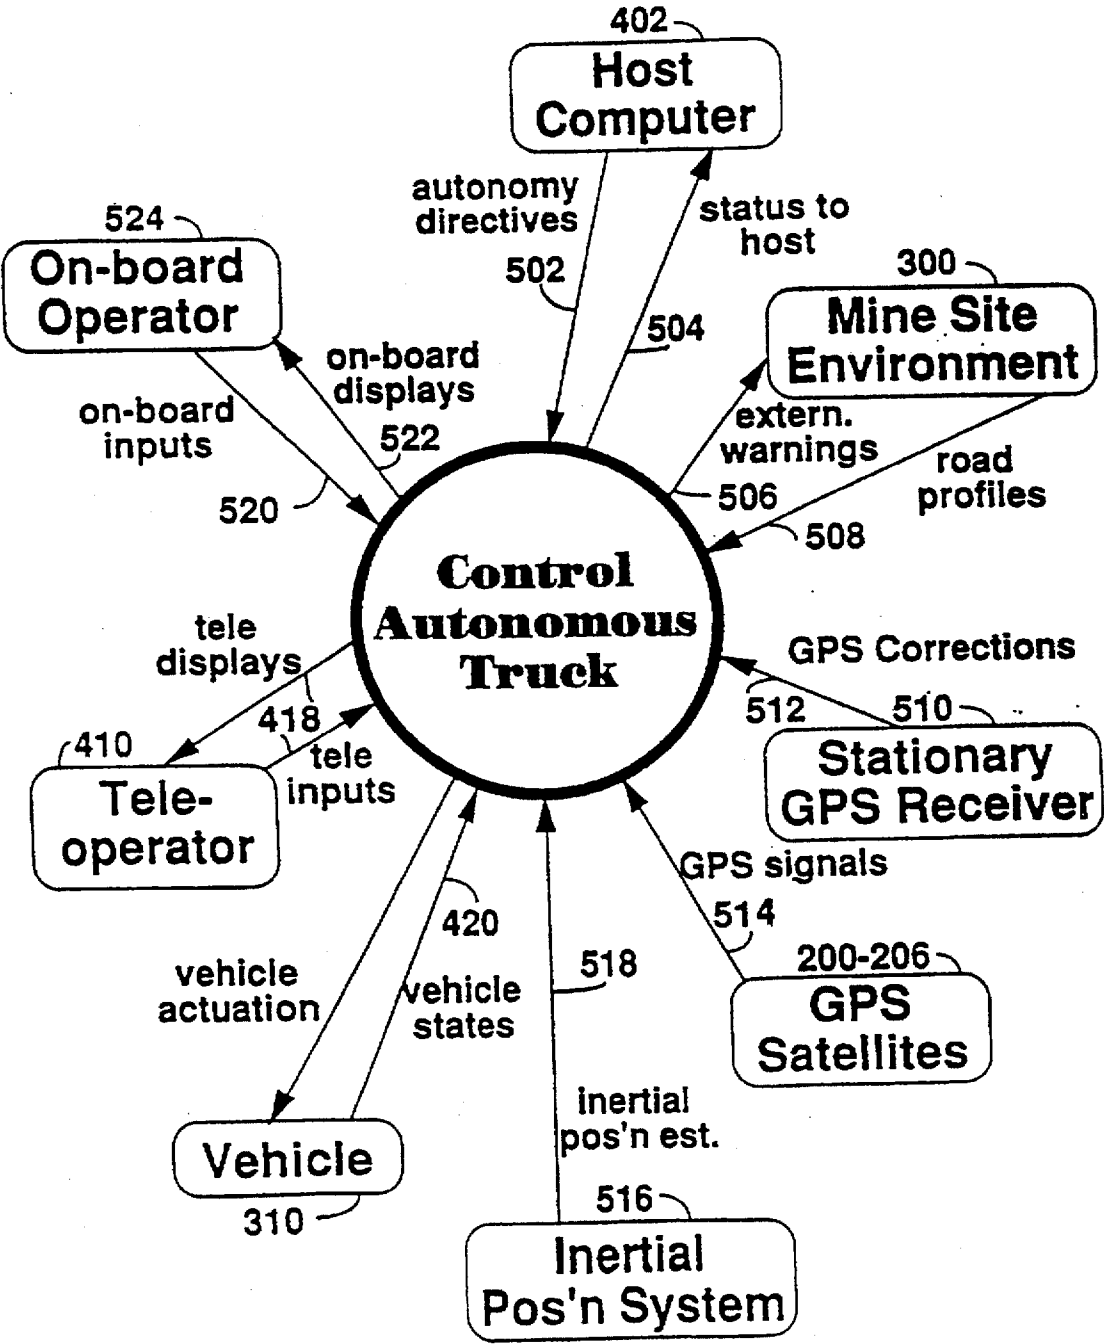 402
Host
Computer
autonomy
directives
502
status to
host
504
524
On-board
Operator
on-board
displays
522
on-board
inputs
520
300
Mine Site
Environment
extern.
warnings
506
road
profiles
508
Control
Autonomous
Truck
tele
displays
418
tele
inputs
410
Tele-
operator
GPS Corrections
512
510
Stationary
GPS Receiver
GPS signals
514
200-206
GPS
Satellites
420
vehicle
actuation
vehicle
states
518
inertial
pos'n est.
Vehicle
310
516
Inertial
Pos'n System